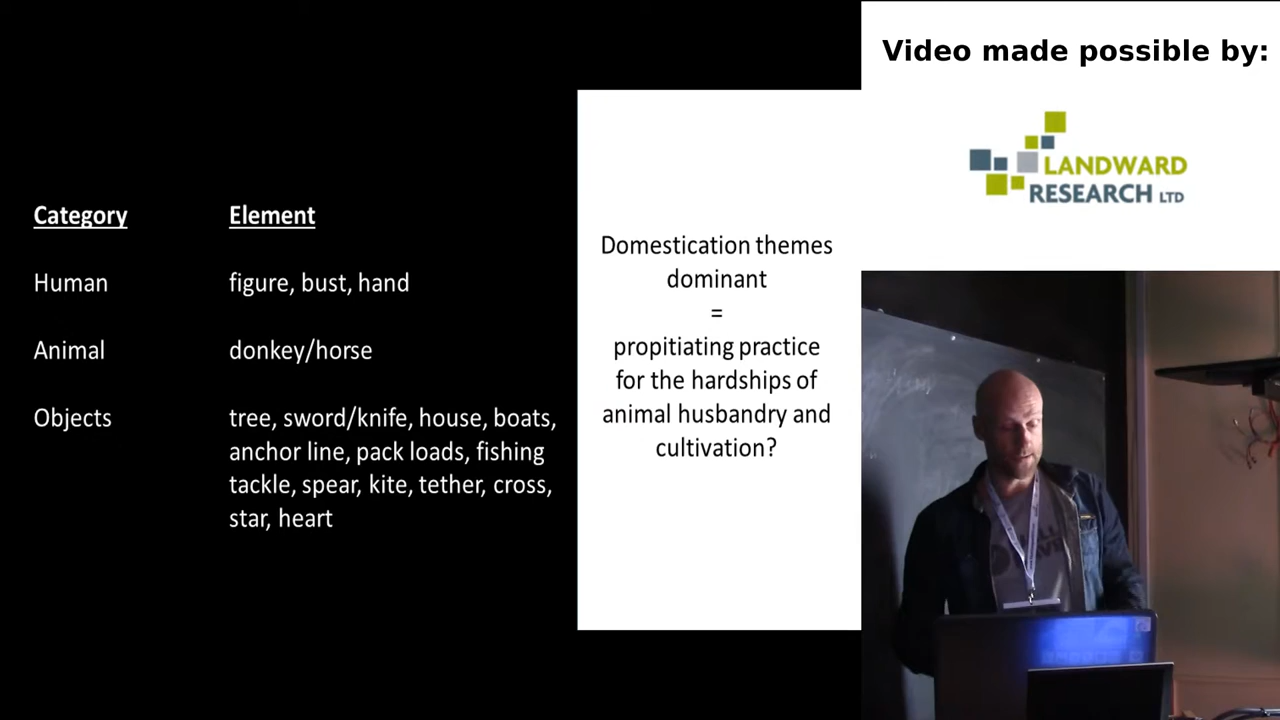 Video made possible by:
LANDWARD
RESEARCH LTD
Category Element
Human figure, bust, hand
Animal donkey/horse
Objects tree, sword/knife, house, boats,
anchor line, pack loads, fishing
tackle, spear, kite, tether, cross,
star, heart
Domestication themes
dominant
=
propitiating practice
for the hardships of
animal husbandry and
cultivation?